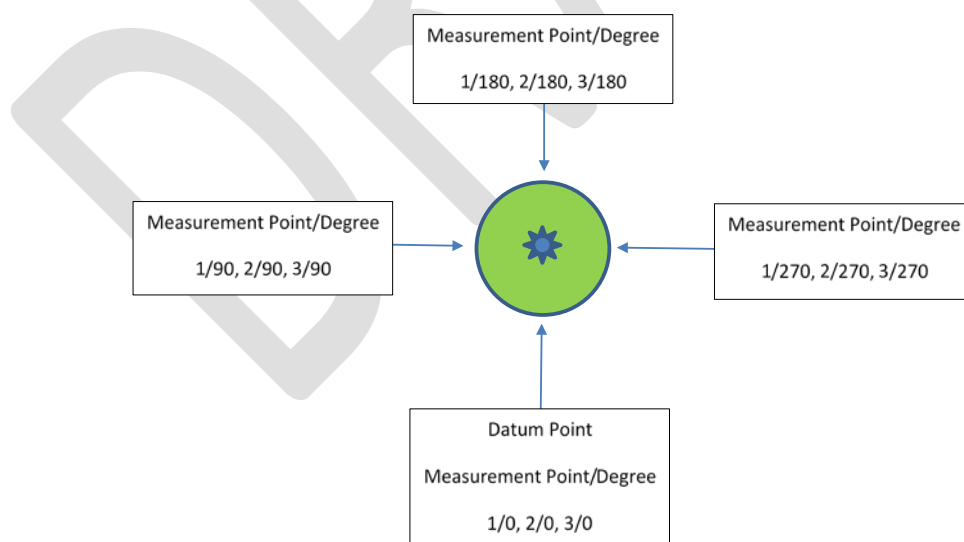 Measurement Point/Degree
1/180, 2/180, 3/180
Measurement Point/Degree
1/90, 2/90, 3/90
Measurement Point/Degree
1/270, 2/270, 3/270
Datum Point
Measurement Point/Degree
1/0, 2/0, 3/0